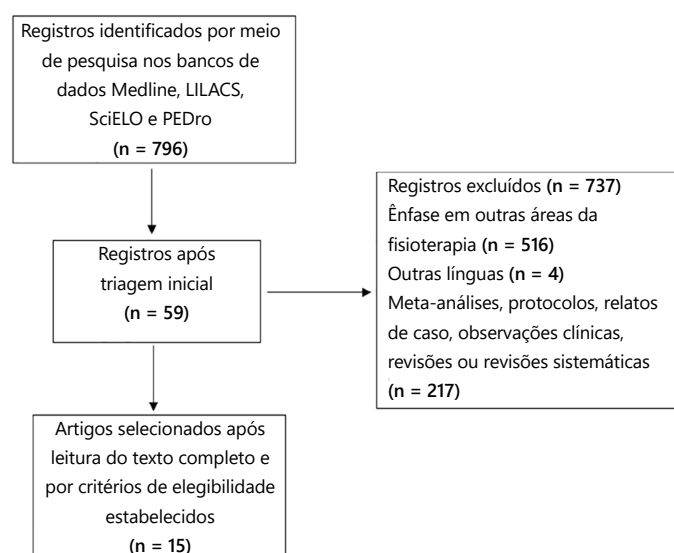 Registros identificados por meio
de pesquisa nos bancos de
dados Medline, LILACS,
SciELO e PEDro
(n = 796)
Registros após
triagem inicial
(n = 59)
Registros excluídos (n = 737)
Ênfase em outras áreas da
fisioterapia (n = 516)
Outras línguas (n = 4)
Meta-análises, protocolos, relatos
de caso, observações clínicas,
revisões ou revisões sistemáticas
(n = 217)
Artigos selecionados após
leitura do texto completo e
por critérios de elegibilidade
estabelecidos
(n = 15)